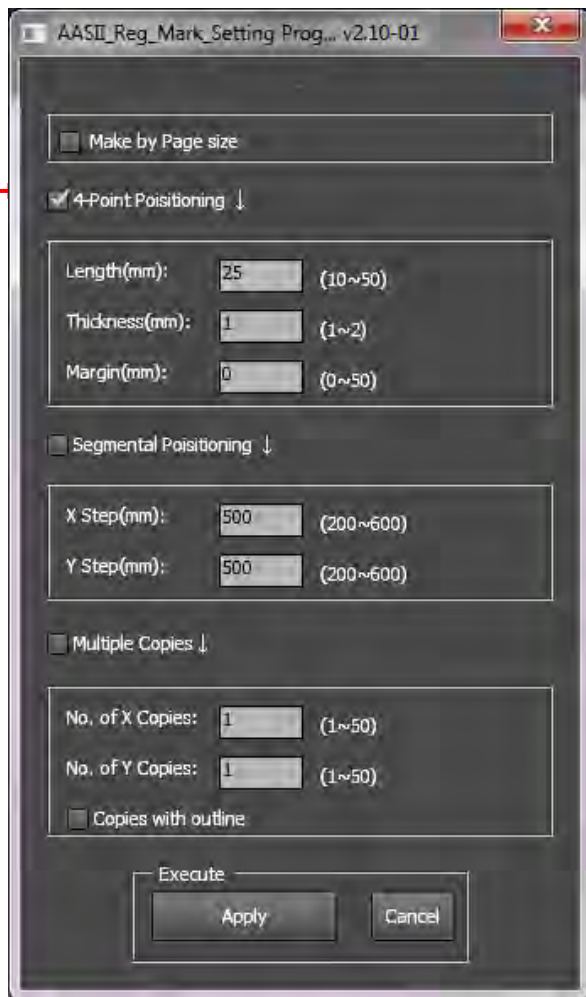 AASII_Reg_Mark_Setting Prog... v2.10-01
Make by Page size
4-Point Poisitioning ↓
Length(mm): 25 (10~50)
Thickness(mm): 1 (1~2)
Margin(mm): 0 (0~50)
Segmental Poisitioning ↓
X Step(mm): 500 (200~600)
Y Step(mm): 500 (200~600)
Multiple Copies ↓
No. of X Copies: 1 (1~50)
No. of Y Copies: 1 (1~50)
Copies with outline
Execute
Apply Cancel